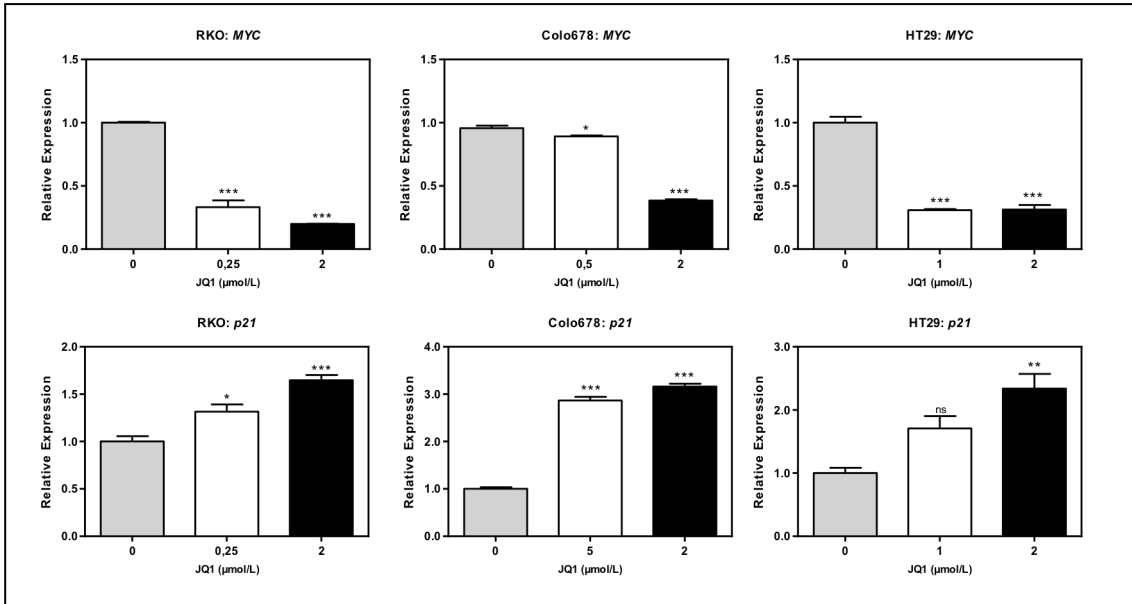 RKO: MYC
1.5
1.0
0.5
0.0
Relative Expression
***
***
0
0,25
2
JQ1 (µmol/L)
Colo678: MYC
1.5
1.0
0.5
0.0
Relative Expression
*
***
0
0,5
2
JQ1 (µmol/L)
HT29: MYC
1.5
1.0
0.5
0.0
Relative Expression
***
***
0
1
2
JQ1 (µmol/L)
RKO: p21
2.0
1.5
1.0
0.5
0.0
Relative Expression
*
***
0
0,25
2
JQ1 (µmol/L)
Colo678: p21
4.0
3.0
2.0
1.0
0.0
Relative Expression
***
***
0
5
2
JQ1 (µmol/L)
HT29: p21
3.0
2.0
1.0
0.0
Relative Expression
ns
**
0
1
2
JQ1 (µmol/L)